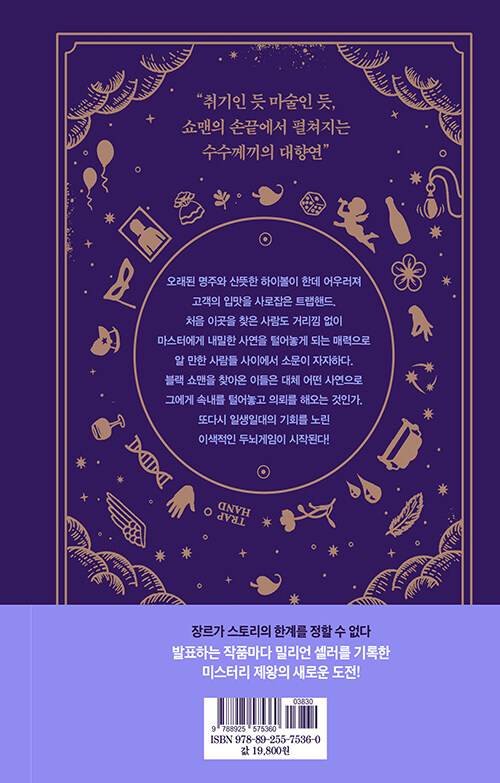 “취기인 듯 미술인 듯,
쇼맨의 손끝에서 펼쳐지는
수수께끼의 대향연”
오래된 명주와 산뜻한 하이볼이 한데 어우러져
고객의 입맛을 사로잡은 트랩핸드.
처음 이곳을 찾은 사람도 거리낌 없이
마스터에게 내밀한 사연을 털어놓게 되는 매력으로
알 만한 사람들 사이에서 소문이 자자하다.
블랙 쇼맨을 찾아온 이들은 대체 어떤 사연으로
그에게 속내를 털어놓고 의뢰를 해오는 것인가.
또다시 일생일대의 기회를 노린
이색적인 두뇌게임이 시작된다!
TRAP
HAND
장르가 스토리의 한계를 정할 수 없다
발표하는 작품마다 밀리언 셀러를 기록한
미스터리 제왕의 새로운 도전!
03830
9 788925 575360
ISBN 978-89-255-7536-0
값 19,800원